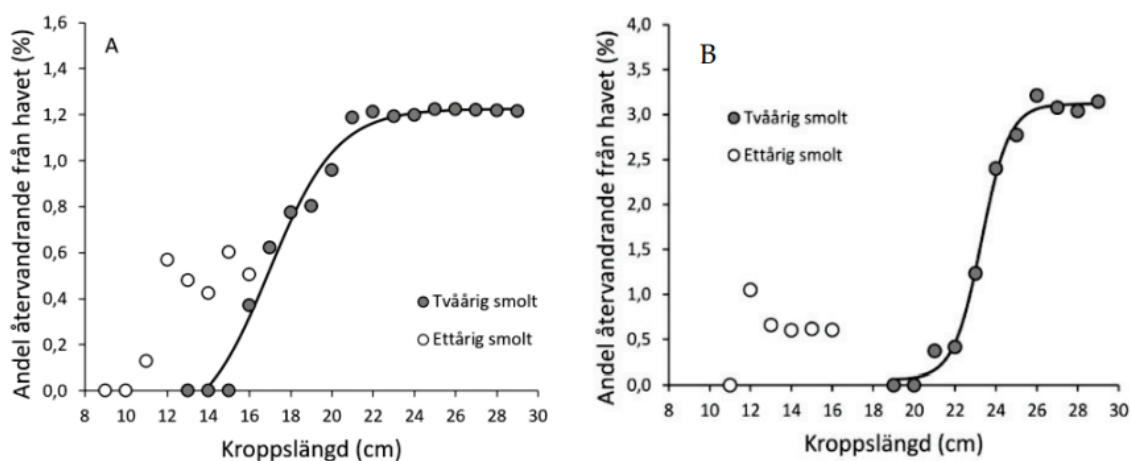 Andel återvandrande från havet (%)
1,6
1,4
1,2
1,0
0,8
0,6
0,4
0,2
0,0
A
Tvåårig smolt
Ettårig smolt
8 10 12 14 16 18 20 22 24 26 28 30
Kroppslängd (cm)
Andel återvandrande från havet (%)
4,0
3,5
3,0
2,5
2,0
1,5
1,0
0,5
0,0
B
Tvåårig smolt
Ettårig smolt
8 10 12 14 16 18 20 22 24 26 28 30
Kroppslängd (cm)